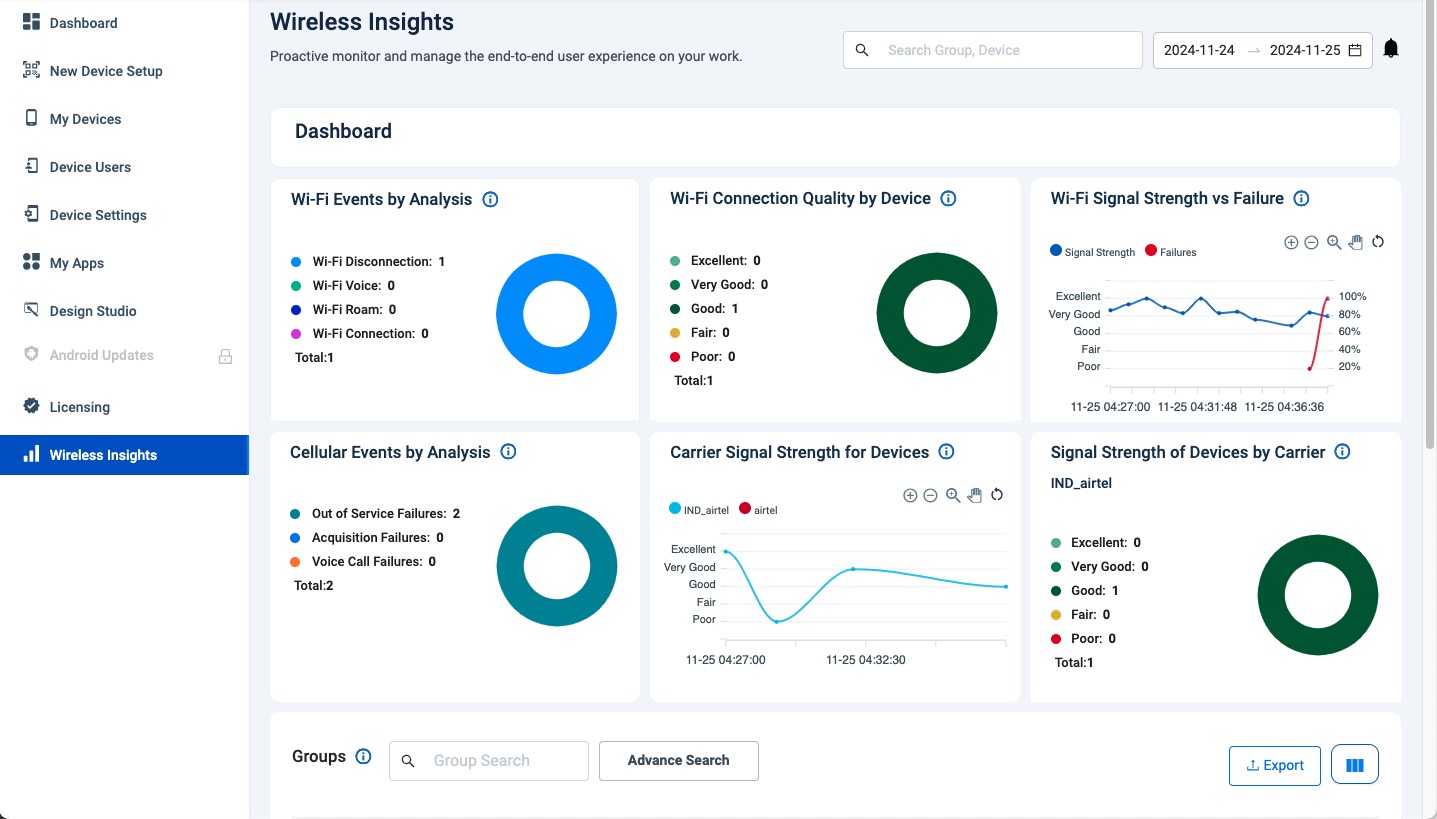 Dashboard
New Device Setup
My Devices
Device Users
Device Settings
My Apps
Design Studio
Android Updates
Licensing
Wireless Insights
Wireless Insights
Proactive monitor and manage the end-to-end user experience on your work.
Search Group, Device
2024-11-24 → 2024-11-25
Dashboard
Wi-Fi Events by Analysis
Wi-Fi Disconnection: 1
Wi-Fi Voice: 0
Wi-Fi Roam: 0
Wi-Fi Connection: 0
Total:1
Wi-Fi Connection Quality by Device
Excellent: 0
Very Good: 0
Good: 1
Fair: 0
Poor: 0
Total:1
Wi-Fi Signal Strength vs Failure
Signal Strength Failures
Excellent 100%
Very Good 80%
Good 60%
Fair 40%
Poor 20%
11-25 04:27:00 11-25 04:31:48 11-25 04:36:36
Cellular Events by Analysis
Out of Service Failures: 2
Acquisition Failures: 0
Voice Call Failures: 0
Total:2
Carrier Signal Strength for Devices
IND_airtel airtel
Excellent
Very Good
Good
Fair
Poor
11-25 04:27:00 11-25 04:32:30
Signal Strength of Devices by Carrier
IND_airtel
Excellent: 0
Very Good: 0
Good: 1
Fair: 0
Poor: 0
Total:1
Groups
Group Search
Advance Search
Export